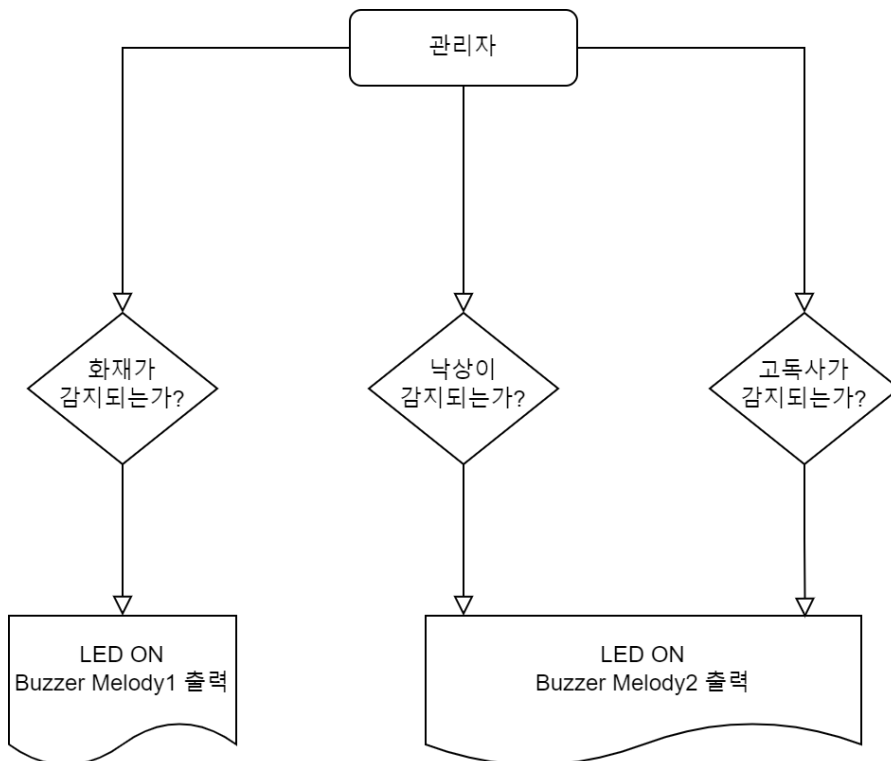 관리자
화재가
감지되는가?
낙상이
감지되는가?
고독사가
감지되는가?
LED ON
Buzzer Melody1 출력
LED ON
Buzzer Melody2 출력